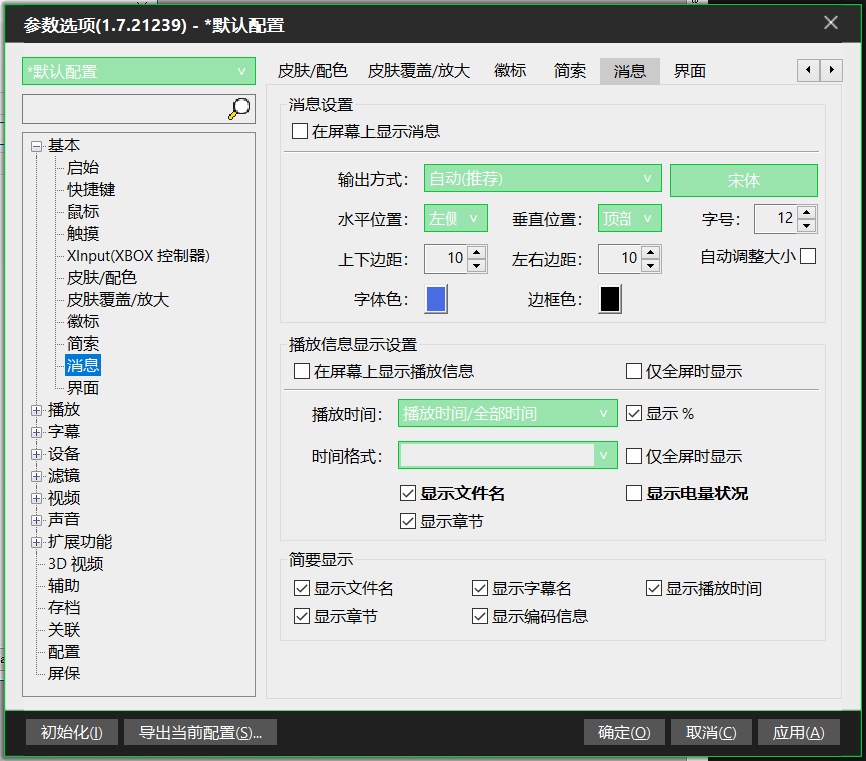 参数选项(1.7.21239) - *默认配置
*默认配置
皮肤/配色 皮肤覆盖/放大 徽标 简索 消息 界面
基本
启始
快捷键
鼠标
触摸
XInput(XBOX 控制器)
皮肤/配色
皮肤覆盖/放大
徽标
简索
消息
界面
播放
字幕
设备
滤镜
视频
声音
扩展功能
3D 视频
辅助
存档
关联
配置
屏保
消息设置
在屏幕上显示消息
输出方式: 自动(推荐) 宋体
水平位置: 左侧 垂直位置: 顶部 字号: 12
上下边距: 10 左右边距: 10 自动调整大小
字体色: 边框色:
播放信息显示设置
在屏幕上显示播放信息 仅全屏时显示
播放时间: 播放时间/全部时间 显示 %
时间格式: 仅全屏时显示
显示文件名 显示电量状况
显示章节
简要显示
显示文件名 显示字幕名 显示播放时间
显示章节 显示编码信息
初始化(I) 导出当前配置(S)... 确定(O) 取消(C) 应用(A)